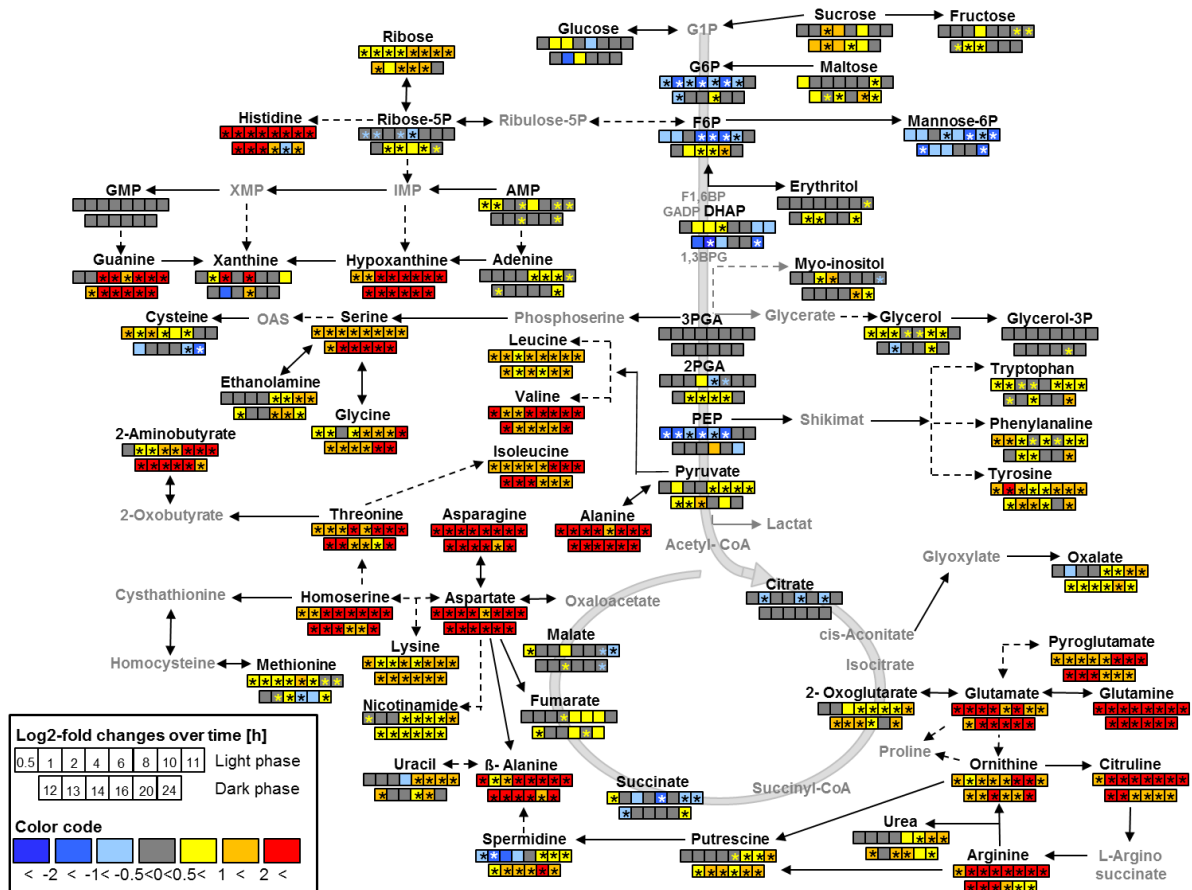 Sucrose
Fructose
Glucose
G1P
Ribose
G6P
Maltose
Histidine
Ribose-5P
Ribulose-5P
F6P
Mannose-6P
GMP
XMP
IMP
AMP
Erythritol
F1,6BP
GADP
DHAP
1,3BPG
Guanine
Xanthine
Hypoxanthine
Adenine
Myo-inositol
Cysteine
OAS
Serine
Phosphoserine
3PGA
Glycerate
Glycerol
Glycerol-3P
Leucine
2PGA
Tryptophan
Ethanolamine
Valine
Glycine
PEP
Shikimat
Phenylanaline
2-Aminobutyrate
Isoleucine
Pyruvate
Tyrosine
2-Oxobutyrate
Threonine
Asparagine
Alanine
Lactat
Acetyl- CoA
Glyoxylate
Oxalate
Citrate
Cysthathionine
Homoserine
Aspartate
Oxaloacetate
cis-Aconitate
Malate
Lysine
Pyroglutamate
Homocysteine
Methionine
Isocitrate
2- Oxoglutarate
Glutamate
Glutamine
Nicotinamide
Fumarate
Proline
Log2-fold changes over time [h]
0.5 1 2 4 6 8 10 11 Light phase
12 13 14 16 20 24 Dark phase
Uracil
ß- Alanine
Succinate
Succinyl-CoA
Ornithine
Citruline
Color code
< -2 < -1< -0.5<0<0.5< 1 < 2 <
Spermidine
Putrescine
Urea
Arginine
L-Argino
succinate